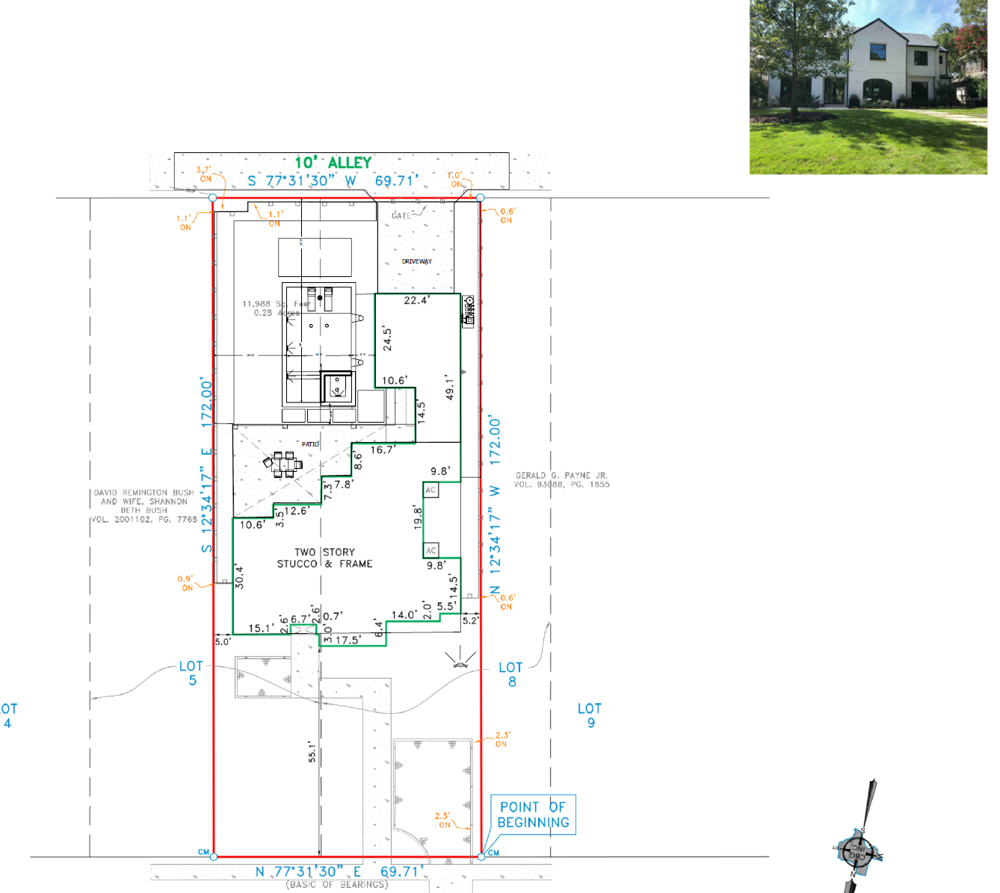 10' ALLEY
S 77°31'30" W 69.71'
3.7'
ON
1.0'
ON
1.1'
ON
1.1'
ON
0.6'
ON
GATE
DRIVEWAY
11,988 Sq. Feet
0.28 Acres
22.4'
24.5'
10.6'
49.1'
14.5'
S 12°34'17" E 172.00'
N 12°34'17" W 172.00'
PATIO
16.7'
8.6'
9.8'
7.8'
7.3'
AC
12.6'
3.5'
10.6'
19.8'
GERALD G. PAYNE JR.
VOL. 93088, PG. 1855
DAVID REMINGTON BUSH
AND WIFE, SHANNON
BETH BUSH
VOL. 2001102, PG. 7768
TWO STORY
STUCCO & FRAME
AC
9.8'
30.4'
14.5'
0.9'
ON
0.6'
ON
5.5'
2.0'
14.0'
5.2'
6.4'
2.6'
0.7'
6.7'
2.6'
15.1'
3.0'
17.5'
5.0'
LOT
5
LOT
8
LOT
4
LOT
9
55.1'
2.3'
ON
2.3'
ON
POINT OF
BEGINNING
CM
CM
N 77°31'30" E 69.71'
(BASIC OF BEARINGS)
S
E
W
N
CBG
INC